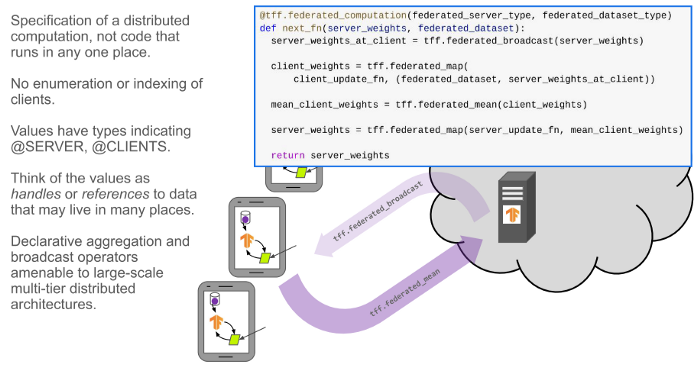 Specification of a distributed
computation, not code that
runs in any one place.
No enumeration or indexing of
clients.
Values have types indicating
@SERVER, @CLIENTS.
Think of the values as
handles or references to data
that may live in many places.
Declarative aggregation and
broadcast operators
amenable to large-scale
multi-tier distributed
architectures.
@tff.federated_computation(federated_server_type, federated_dataset_type)
def next_fn(server_weights, federated_dataset):
  server_weights_at_client = tff.federated_broadcast(server_weights)
  client_weights = tff.federated_map(
      client_update_fn, (federated_dataset, server_weights_at_client))
  mean_client_weights = tff.federated_mean(client_weights)
  server_weights = tff.federated_map(server_update_fn, mean_client_weights)
  return server_weights
tff.federated_broadcast
tff.federated_mean